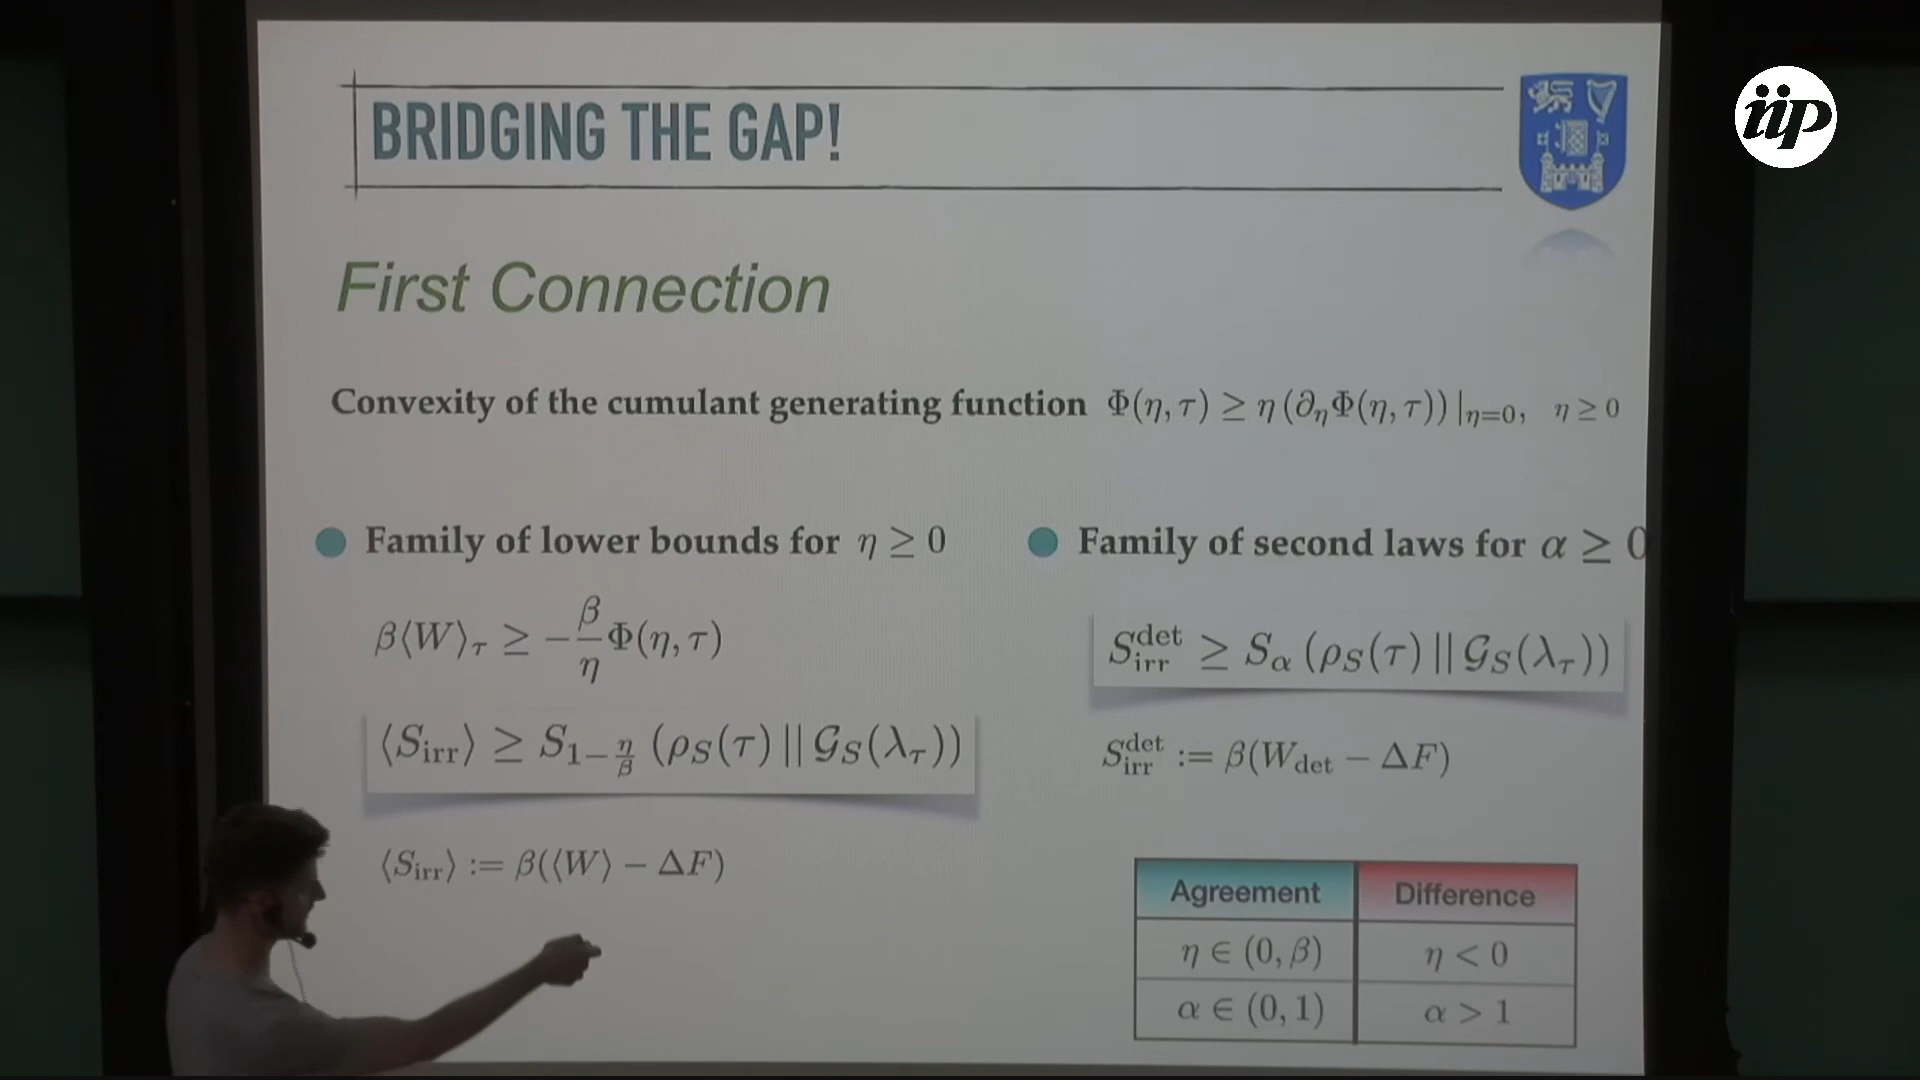 BRIDGING THE GAP!
iip
First Connection
Convexity of the cumulant generating function Φ(η, τ) ≥ η (∂_η Φ(η, τ)) |_{η=0}, η ≥ 0
Family of lower bounds for η ≥ 0
β⟨W⟩_τ ≥ −\frac{β}{η} Φ(η, τ)
⟨S_irr⟩ ≥ S_{1−\frac{η}{β}} (ρ_S(τ) || 𝒢_S(λ_τ))
⟨S_irr⟩ := β(⟨W⟩ − ΔF)
Family of second laws for α ≥ 0
S_irr^det ≥ S_α (ρ_S(τ) || 𝒢_S(λ_τ))
S_irr^det := β(W_det − ΔF)
Agreement Difference
η ∈ (0, β) η < 0
α ∈ (0, 1) α > 1